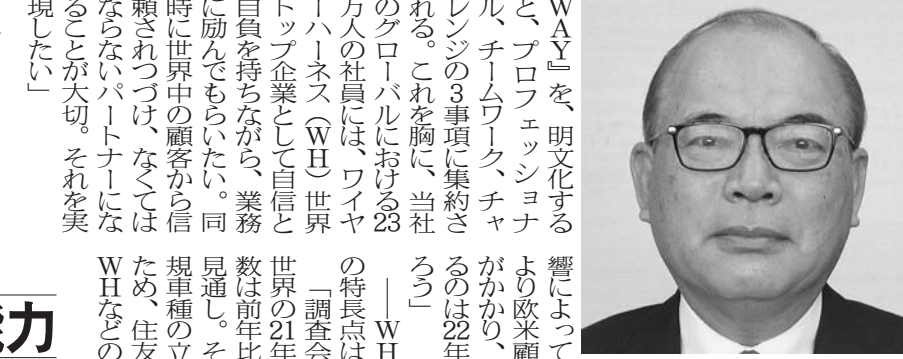 WAY』を、明文化する
と、プロフェッショナ
ル、チームワーク、チャ
レンジの3事項に集約さ
れる。これを胸に、当社
のグローバルにおける23
万人の社員には、ワイヤ
ーハーネス（WH）世界
トップ企業として自信と
自負を持ちながら、業務
に励んでもらいたい。同
時に世界中の顧客から信
頼されつづけ、なくては
ならないパートナーにな
ることが大切。それを実
現したい」
響によって
より欧米顧
がかかり、
るのは22年
ろう」
――WH
の特長点は
「調査会
世界の21年
数は前年比
見通し。そ
規車種の立
ため、住友
WHなどの
力